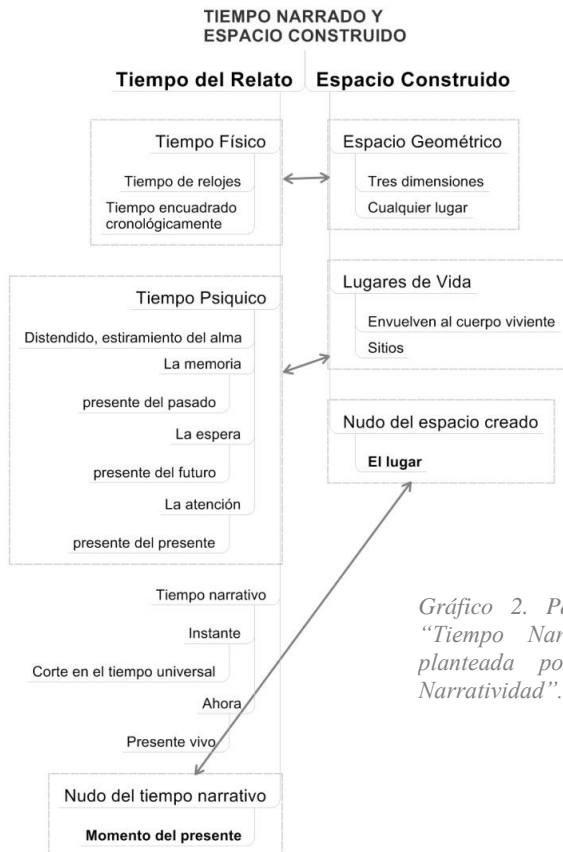 TIEMPO NARRADO Y
ESPACIO CONSTRUIDO
Tiempo del Relato
Tiempo Físico
Tiempo de relojes
Tiempo encuadrado
cronológicamente
Tiempo Psiquico
Distendido, estiramiento del alma
La memoria
presente del pasado
La espera
presente del futuro
La atención
presente del presente
Tiempo narrativo
Instante
Corte en el tiempo universal
Ahora
Presente vivo
Nudo del tiempo narrativo
Momento del presente
Espacio Construido
Espacio Geométrico
Tres dimensiones
Cualquier lugar
Lugares de Vida
Envuelven al cuerpo viviente
Sitios
Nudo del espacio creado
El lugar
Gráfico 2.
“Tiempo
planteada
Narratividad”.